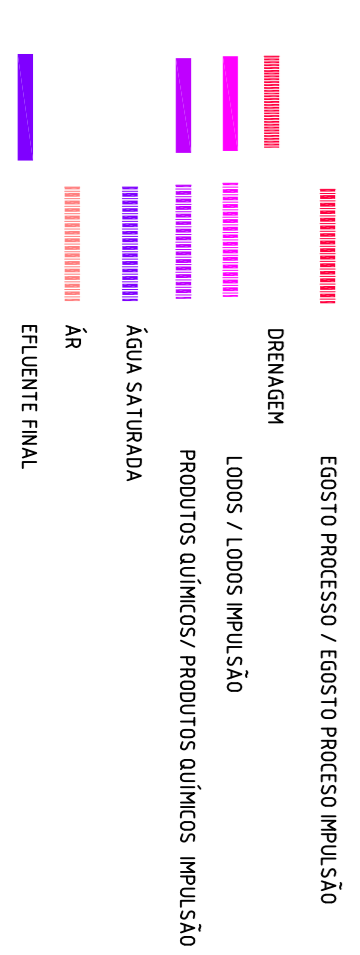 EGOSTO PROCESSO / EGOSTO PROCESO IMPULSÃO
DRENAGEM
LODOS / LODOS IMPULSÃO
PRODUTOS QUÍMICOS/ PRODUTOS QUÍMICOS IMPULSÃO
ÁGUA SATURADA
ÁR
EFLUENTE FINAL